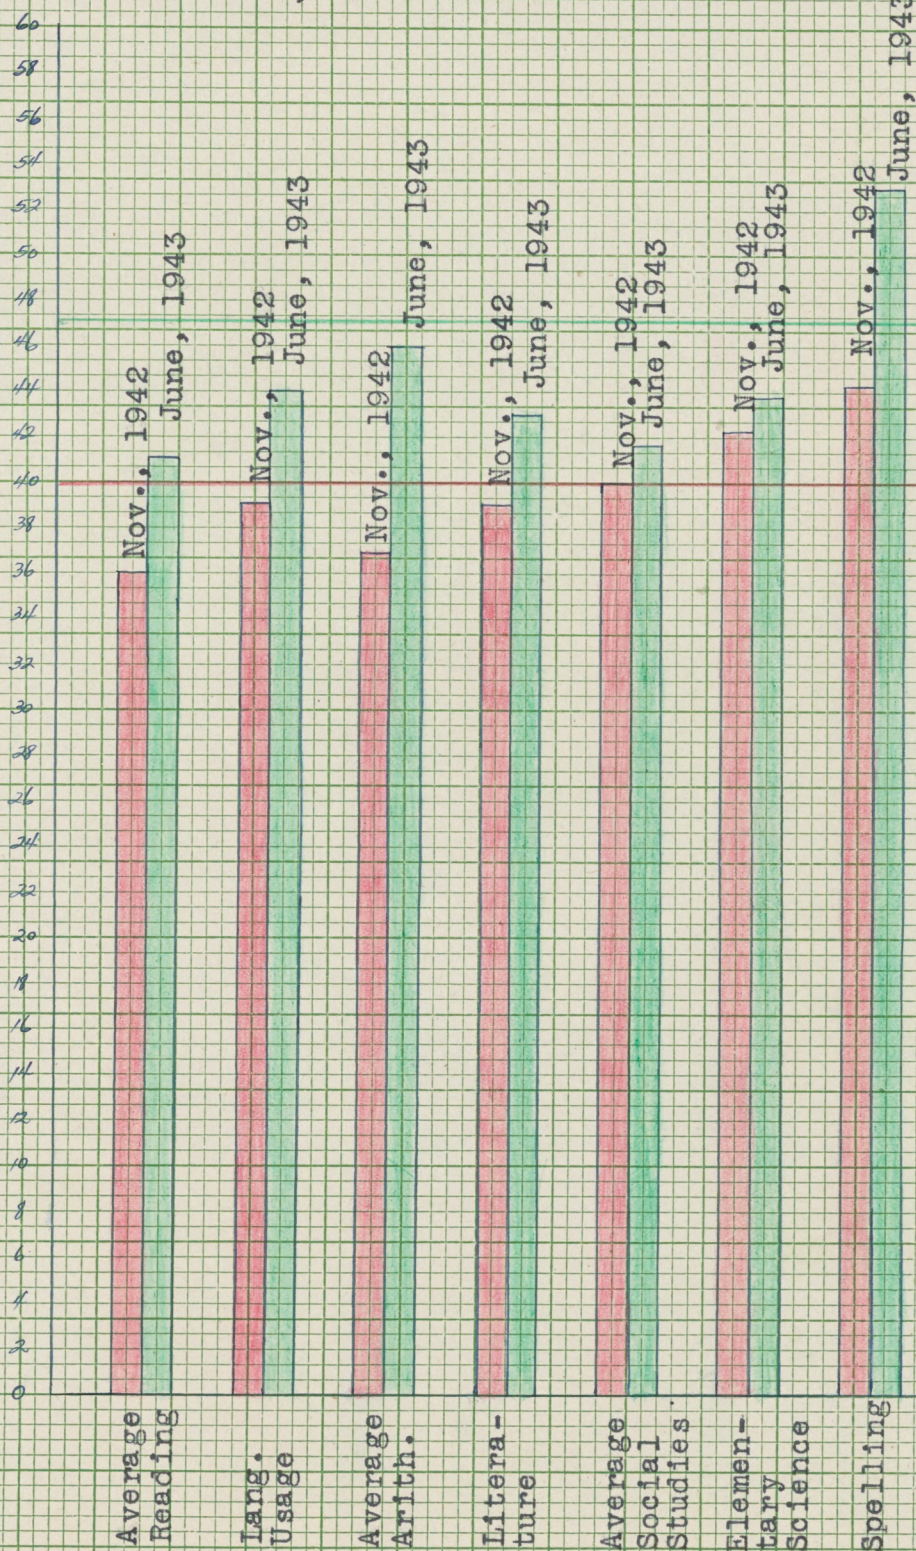 60
58
56
54
52
50
48
46
44
42
40
38
36
34
32
30
28
26
24
22
20
18
16
14
12
10
8
6
4
2
0
Nov., 1942
June, 1943
Nov., 1942
June, 1943
Nov., 1942
June, 1943
Nov., 1942
June, 1943
Nov., 1942
June, 1943
Nov., 1942
June, 1943
Nov., 1942
June, 1943
Average
Reading
Lang.
Usage
Average
Arith.
Litera-
ture
Average
Social
Studies
Elemen-
tary
Science
Spelling